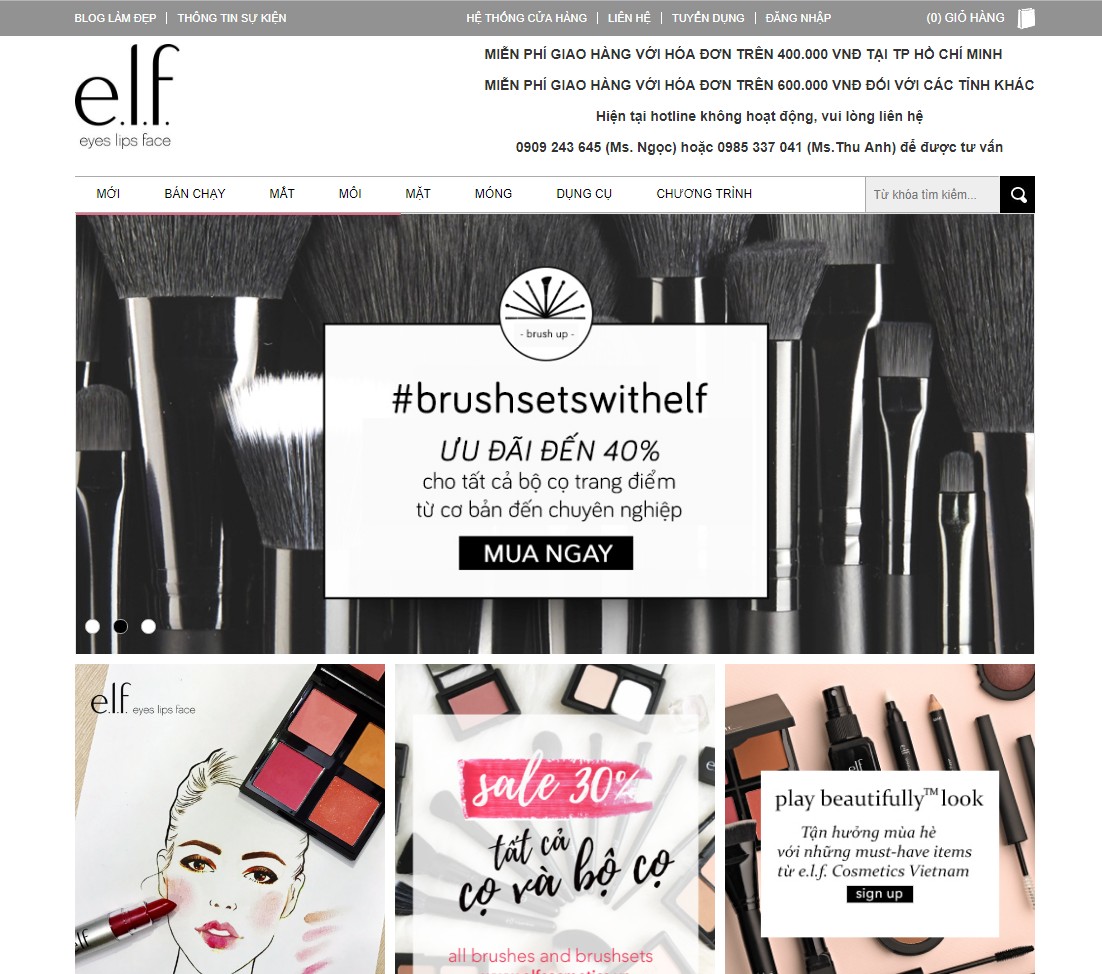 BLOG LÀM ĐẸP
THÔNG TIN SỰ KIỆN
HỆ THỐNG CỬA HÀNG
LIÊN HỆ
TUYỂN DỤNG
ĐĂNG NHẬP
(0) GIỎ HÀNG
e.l.f.
eyes lips face
MIỄN PHÍ GIAO HÀNG VỚI HÓA ĐƠN TRÊN 400.000 VNĐ TẠI TP HỒ CHÍ MINH
MIỄN PHÍ GIAO HÀNG VỚI HÓA ĐƠN TRÊN 600.000 VNĐ ĐỐI VỚI CÁC TỈNH KHÁC
Hiện tại hotline không hoạt động, vui lòng liên hệ
0909 243 645 (Ms. Ngọc) hoặc 0985 337 041 (Ms.Thu Anh) để được tư vấn
MỚI
BÁN CHẠY
MẮT
MÔI
MẶT
MÓNG
DỤNG CỤ
CHƯƠNG TRÌNH
Từ khóa tìm kiếm...
- brush up -
#brushsetswithelf
ƯU ĐÃI ĐẾN 40%
cho tất cả bộ cọ trang điểm
từ cơ bản đến chuyên nghiệp
MUA NGAY
e.l.f. eyes lips face
elf
sale 30%
tất cả
cọ và bộ cọ
all brushes and brushsets
elf
play beautifully™ look
Tận hưởng mùa hè
với những must-have items
từ e.l.f. Cosmetics Vietnam
sign up